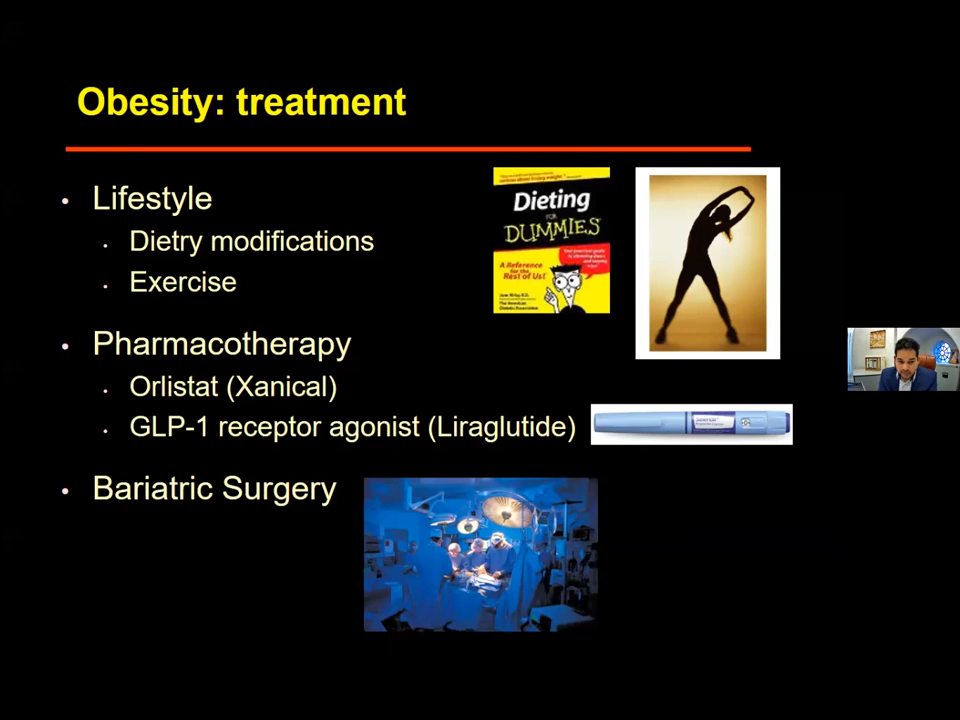 Obesity: treatment
• Lifestyle
• Dietry modifications
• Exercise
Dieting
FOR
DUMMIES
A Reference
for the
Rest of Us!
• Pharmacotherapy
• Orlistat (Xanical)
• GLP-1 receptor agonist (Liraglutide)
• Bariatric Surgery